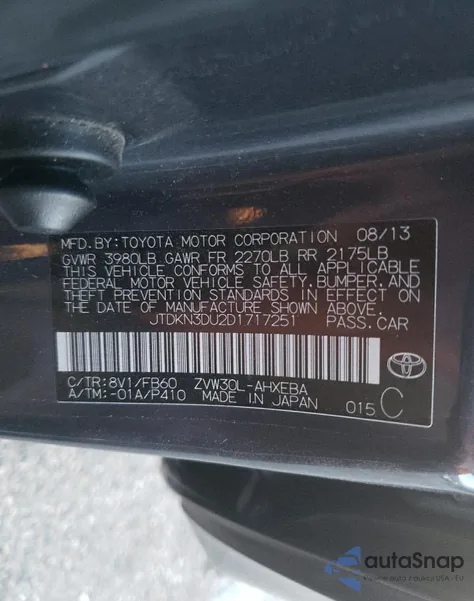 MFD.BY:TOYOTA MOTOR CORPORATION 08/13
GVWR 3980LB GAWR FR 2270LB RR 2175LB
THIS VEHICLE CONFORMS TO ALL APPLICABLE
FEDERAL MOTOR VEHICLE SAFETY, BUMPER, AND
THEFT PREVENTION STANDARDS IN EFFECT ON
THE DATE OF MANUFACTURE SHOWN ABOVE.
JTDKN3DU2D1717251 PASS.CAR
C/TR:8V1/FB60 ZVW30L-AHXEBA
A/TM:-01A/P410 MADE IN JAPAN 015 C
autaSnap